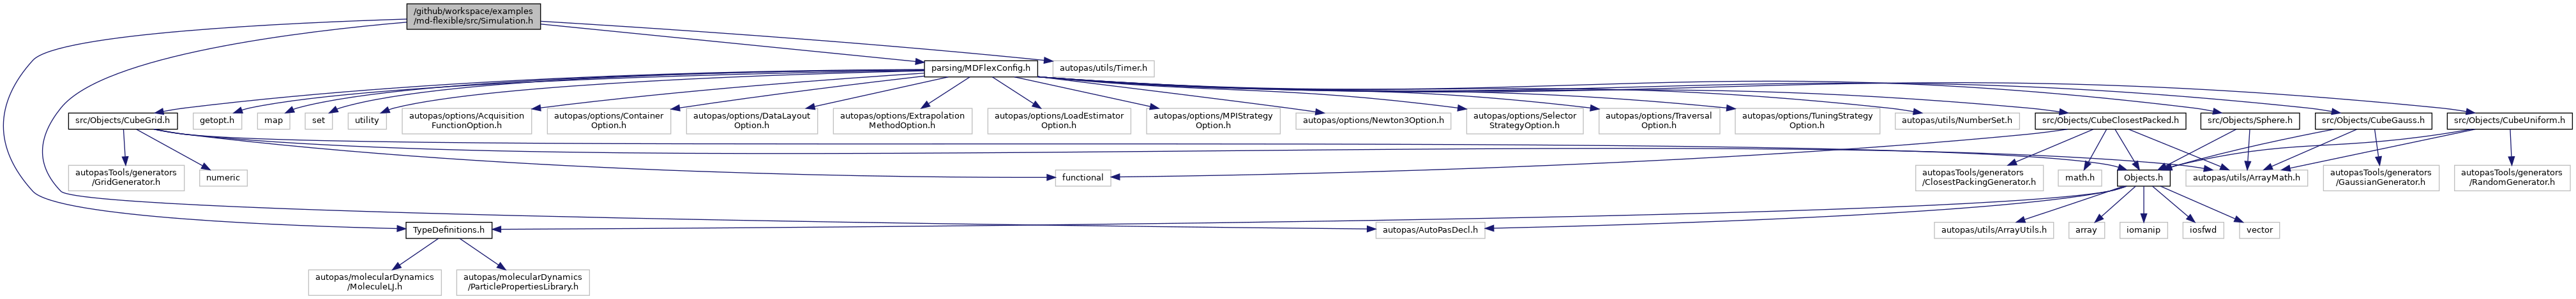 /github/workspace/examples
/md-flexible/src/Simulation.h
parsing/MDFlexConfig.h
autopas/utils/Timer.h
src/Objects/CubeGrid.h
getopt.h
map
set
utility
autopas/options/Acquisition
FunctionOption.h
autopas/options/Container
Option.h
autopas/options/DataLayout
Option.h
autopas/options/Extrapolation
MethodOption.h
autopas/options/LoadEstimator
Option.h
autopas/options/MPIStrategy
Option.h
autopas/options/Newton3Option.h
autopas/options/Selector
StrategyOption.h
autopas/options/Traversal
Option.h
autopas/options/TuningStrategy
Option.h
autopas/utils/NumberSet.h
src/Objects/CubeClosestPacked.h
src/Objects/Sphere.h
src/Objects/CubeGauss.h
src/Objects/CubeUniform.h
autopasTools/generators
/GridGenerator.h
numeric
functional
autopasTools/generators
/ClosestPackingGenerator.h
math.h
Objects.h
autopas/utils/ArrayMath.h
autopasTools/generators
/GaussianGenerator.h
autopasTools/generators
/RandomGenerator.h
TypeDefinitions.h
autopas/AutoPasDecl.h
autopas/utils/ArrayUtils.h
array
iomanip
iosfwd
vector
autopas/molecularDynamics
/MoleculeLJ.h
autopas/molecularDynamics
/ParticlePropertiesLibrary.h